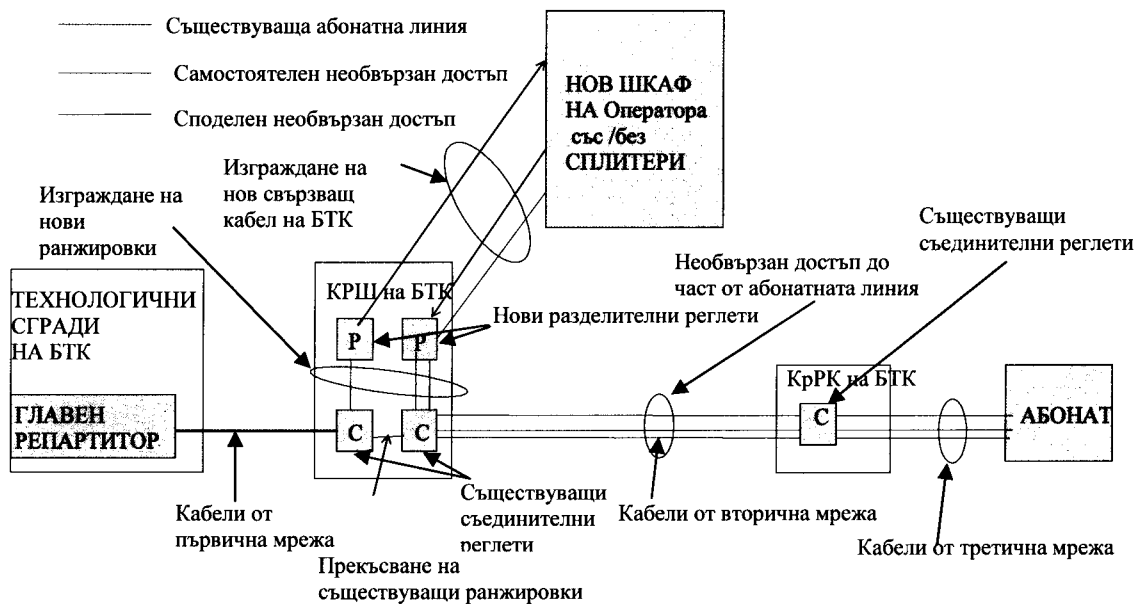 Съществуваща абонатна линия
Самостоятелен необвързан достъп
Споделен необвързан достъп
НОВ ШКАФ
НА Оператора
със /без
СПЛИТЕРИ
Изграждане на
нов свързващ
кабел на БТК
Изграждане на
нови
ранжировки
Съществуващи
съединителни реглети
Необвързан достъп до
част от абонатната линия
ТЕХНОЛОГИЧНИ
СГРАДИ
НА БТК
КРШ на БТК
Нови разделителни реглети
Р
Р
КрРК на БТК
ГЛАВЕН
РЕПАРТИТОР
С
С
С
АБОНАТ
Кабели от
първична мрежа
Съществуващи
съединителни
реглети
Кабели от вторична мрежа
Кабели от третична мрежа
Прекъсване на
съществуващи ранжировки